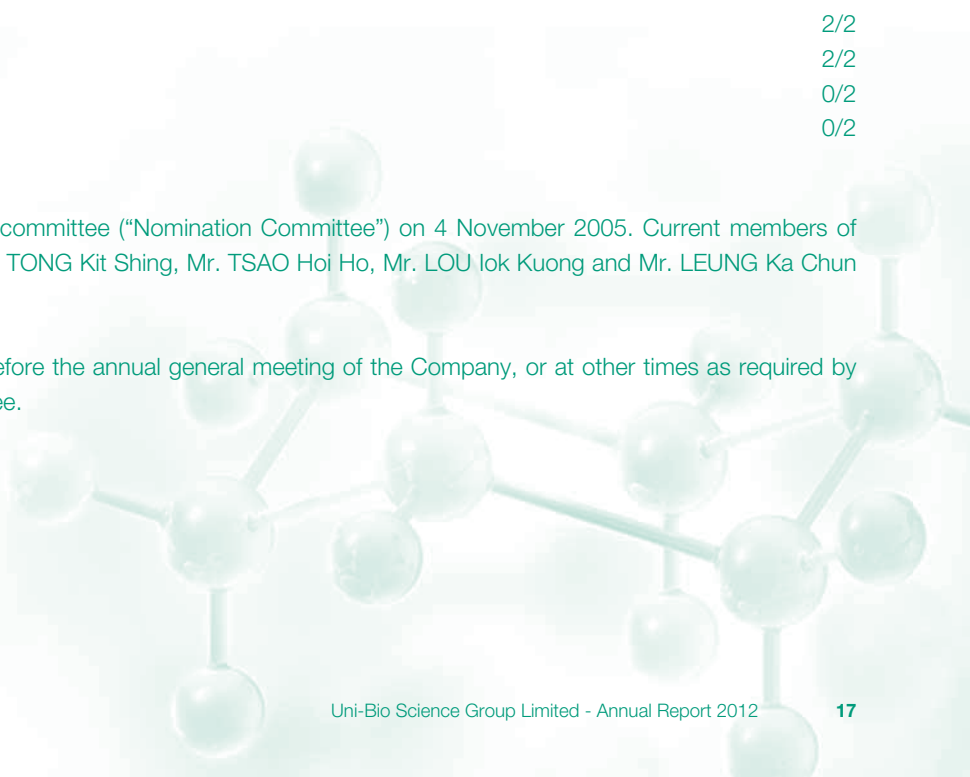 2/2
2/2
0/2
0/2
committee (“Nomination Committee”) on 4 November 2005. Current members of
TONG Kit Shing, Mr. TSAO Hoi Ho, Mr. LOU Iok Kuong and Mr. LEUNG Ka Chun
before the annual general meeting of the Company, or at other times as required by
ee.
Uni-Bio Science Group Limited - Annual Report 2012 17